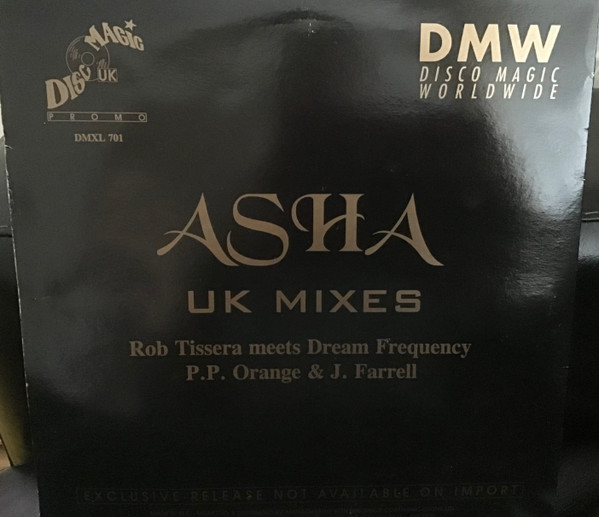 DISCO MAGIC
UK
PROMO
DMXL 701
DMW
DISCO MAGIC
WORLDWIDE
ASHA
UK MIXES
Rob Tissera meets Dream Frequency
P.P. Orange & J. Farrell
EXCLUSIVE RELEASE NOT AVAILABLE ON IMPORT